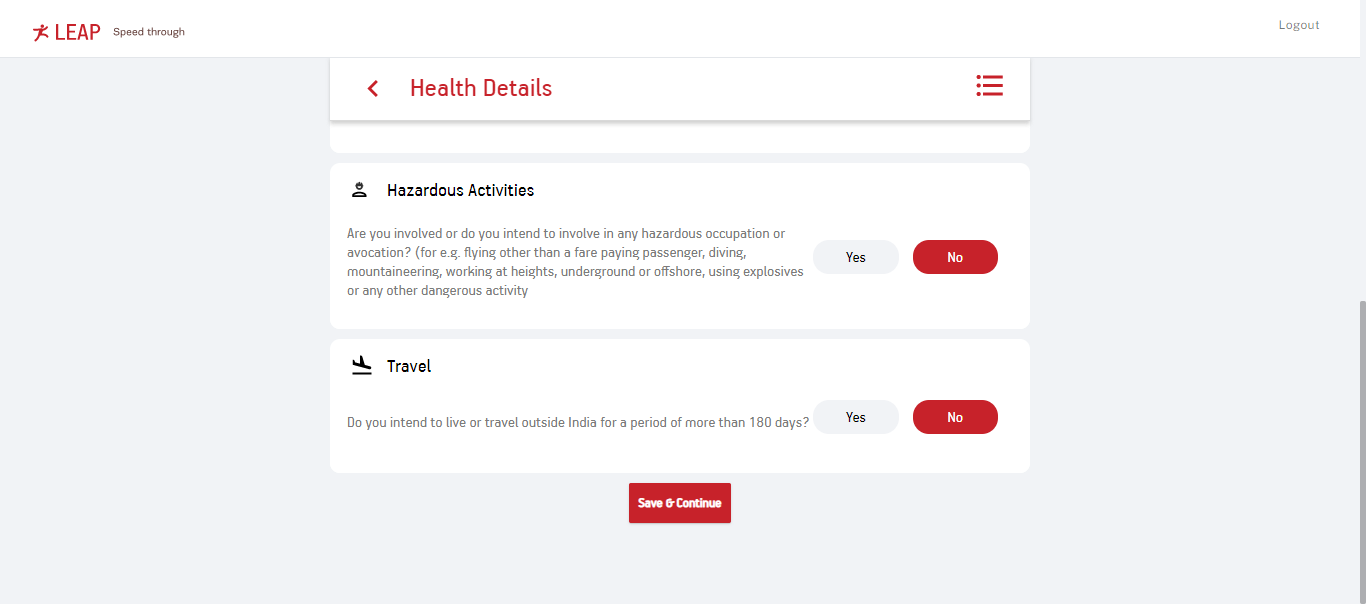 LEAP Speed through
Logout
Health Details
Hazardous Activities
Are you involved or do you intend to involve in any hazardous occupation or
avocation? (for e.g. flying other than a fare paying passenger, diving,
mountaineering, working at heights, underground or offshore, using explosives
or any other dangerous activity
Yes No
Travel
Do you intend to live or travel outside India for a period of more than 180 days?
Yes No
Save & Continue